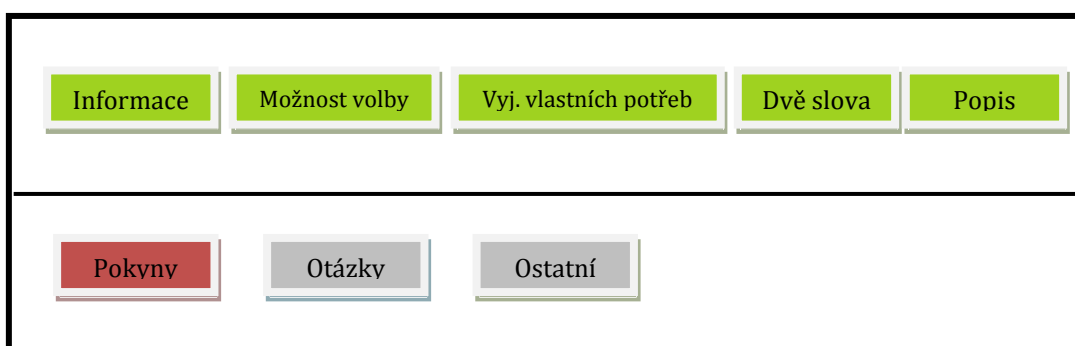 Informace Možnost volby Vyj. vlastních potřeb Dvě slova Popis
Pokyny Otázky Ostatní